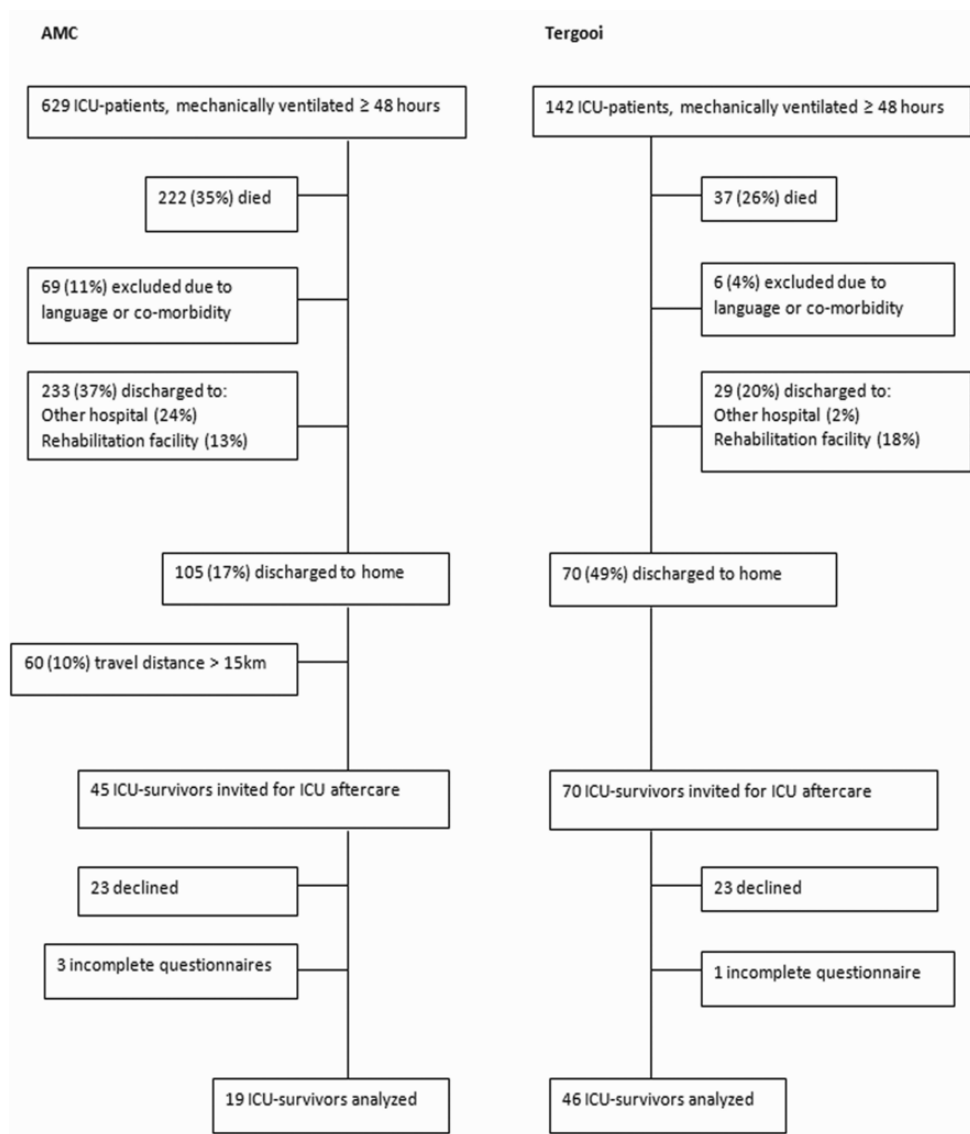 AMC
629 ICU-patients, mechanically ventilated ≥ 48 hours
222 (35%) died
69 (11%) excluded due to
language or co-morbidity
233 (37%) discharged to:
Other hospital (24%)
Rehabilitation facility (13%)
105 (17%) discharged to home
60 (10%) travel distance > 15km
45 ICU-survivors invited for ICU aftercare
23 declined
3 incomplete questionnaires
19 ICU-survivors analyzed
Tergooi
142 ICU-patients, mechanically ventilated ≥ 48 hours
37 (26%) died
6 (4%) excluded due to
language or co-morbidity
29 (20%) discharged to:
Other hospital (2%)
Rehabilitation facility (18%)
70 (49%) discharged to home
70 ICU-survivors invited for ICU aftercare
23 declined
1 incomplete questionnaire
46 ICU-survivors analyzed